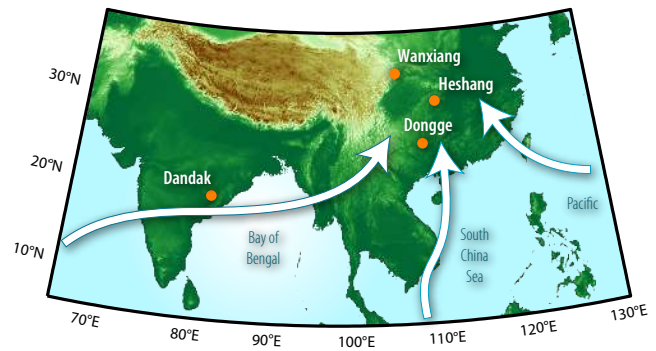 Wanxiang
30°N
Heshang
Dongge
20°N
Dandak
Pacific
10°N
Bay of
Bengal
South
China
Sea
70°E
80°E
90°E
100°E
110°E
120°E
130°E